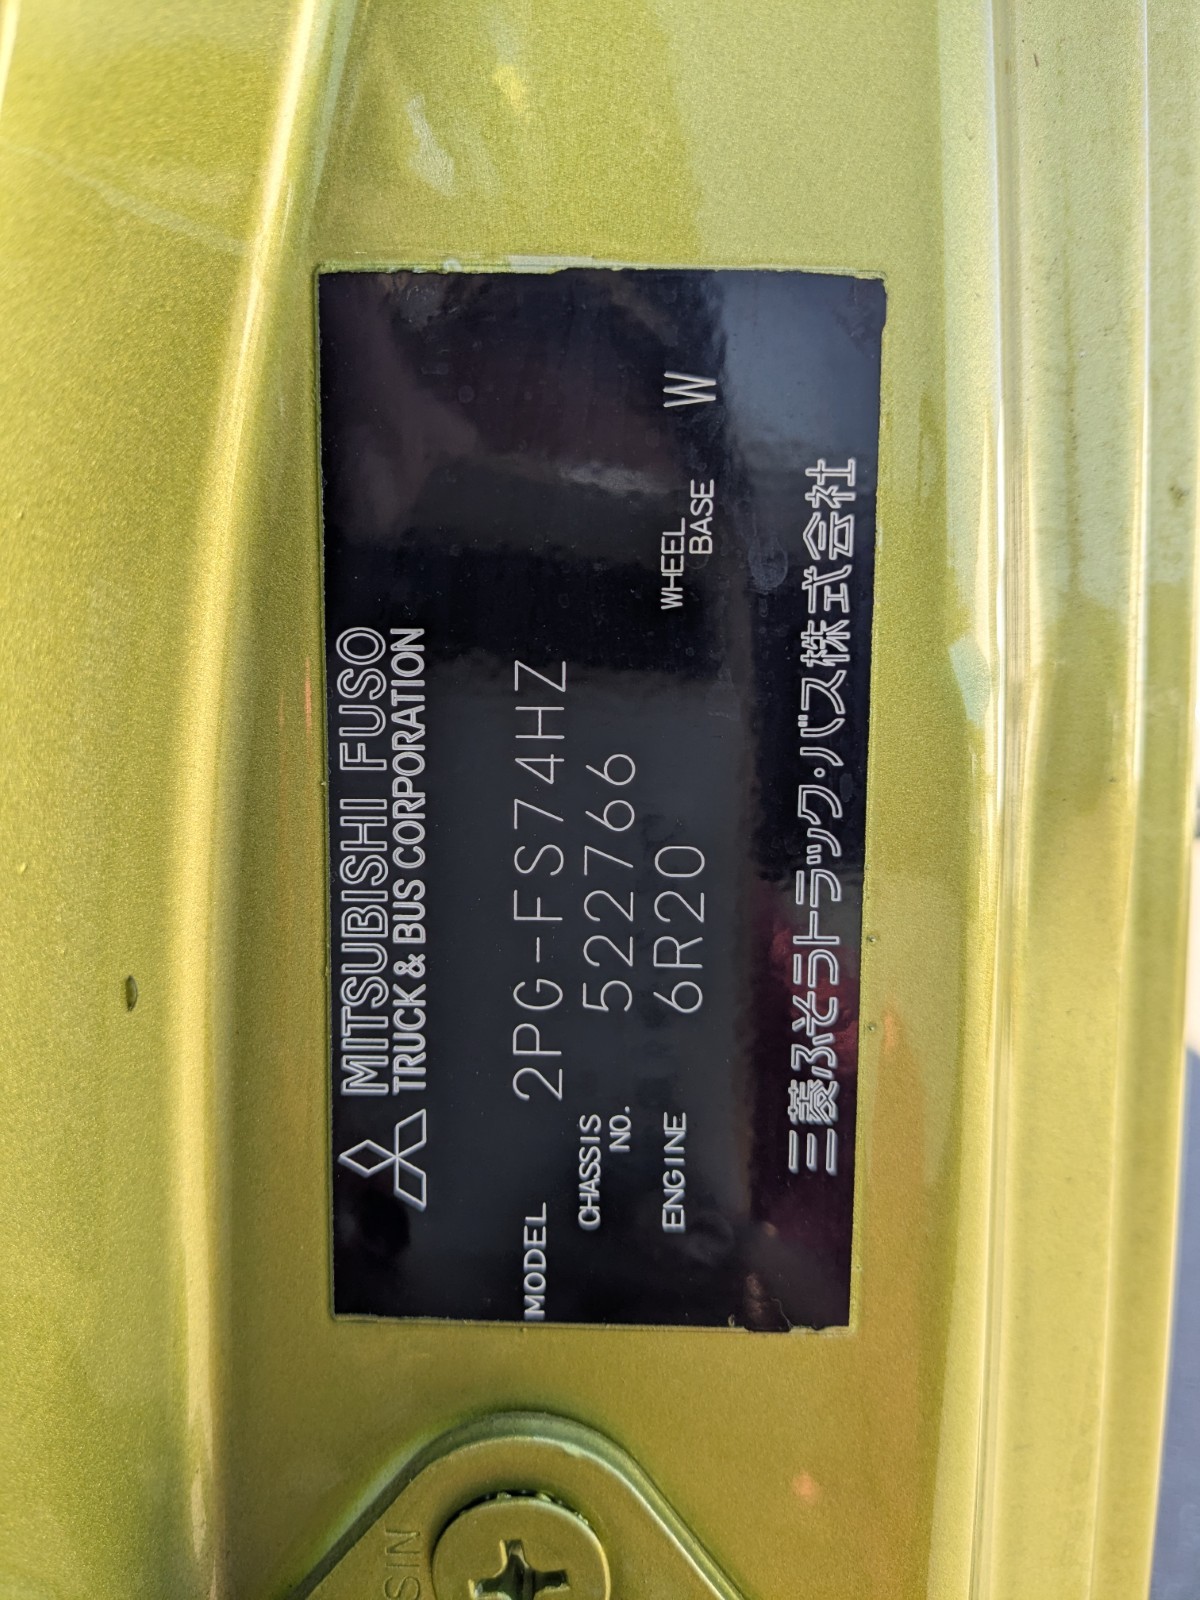 MITSUBISHI FUSO
TRUCK & BUS CORPORATION
MODEL 2PG-FS74HZ
CHASSIS NO. 522766
ENGINE 6R20 WHEEL BASE W
三菱ふそうトラック・バス株式会社
SIN